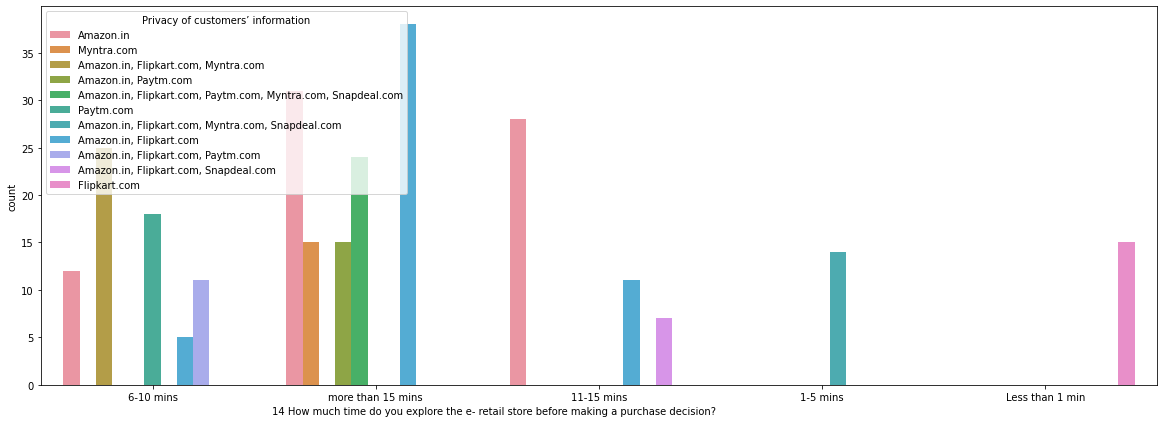 Privacy of customers’ information
Amazon.in
Myntra.com
Amazon.in, Flipkart.com, Myntra.com
Amazon.in, Paytm.com
Amazon.in, Flipkart.com, Paytm.com, Myntra.com, Snapdeal.com
Paytm.com
Amazon.in, Flipkart.com, Myntra.com, Snapdeal.com
Amazon.in, Flipkart.com
Amazon.in, Flipkart.com, Paytm.com
Amazon.in, Flipkart.com, Snapdeal.com
Flipkart.com
35
30
25
20
15
10
5
0
count
6-10 mins
more than 15 mins
11-15 mins
1-5 mins
Less than 1 min
14 How much time do you explore the e- retail store before making a purchase decision?